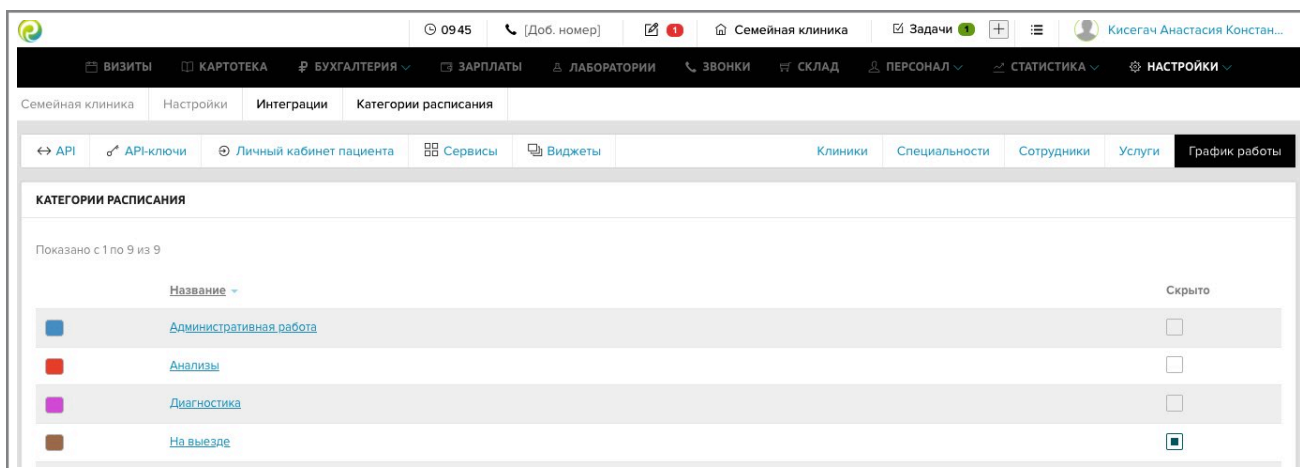 09 45 [Доб. номер] 1 Семейная клиника Задачи 1 Кисегач Анастасия Констан...
ВИЗИТЫ КАРТОТЕКА БУХГАЛТЕРИЯ ЗАРПЛАТЫ ЛАБОРАТОРИИ ЗВОНКИ СКЛАД ПЕРСОНАЛ СТАТИСТИКА НАСТРОЙКИ
Семейная клиника Настройки Интеграции Категории расписания
API API-ключи Личный кабинет пациента Сервисы Виджеты Клиники Специальности Сотрудники Услуги График работы
КАТЕГОРИИ РАСПИСАНИЯ
Показано с 1 по 9 из 9
Название Скрыто
Административная работа
Анализы
Диагностика
На выезде